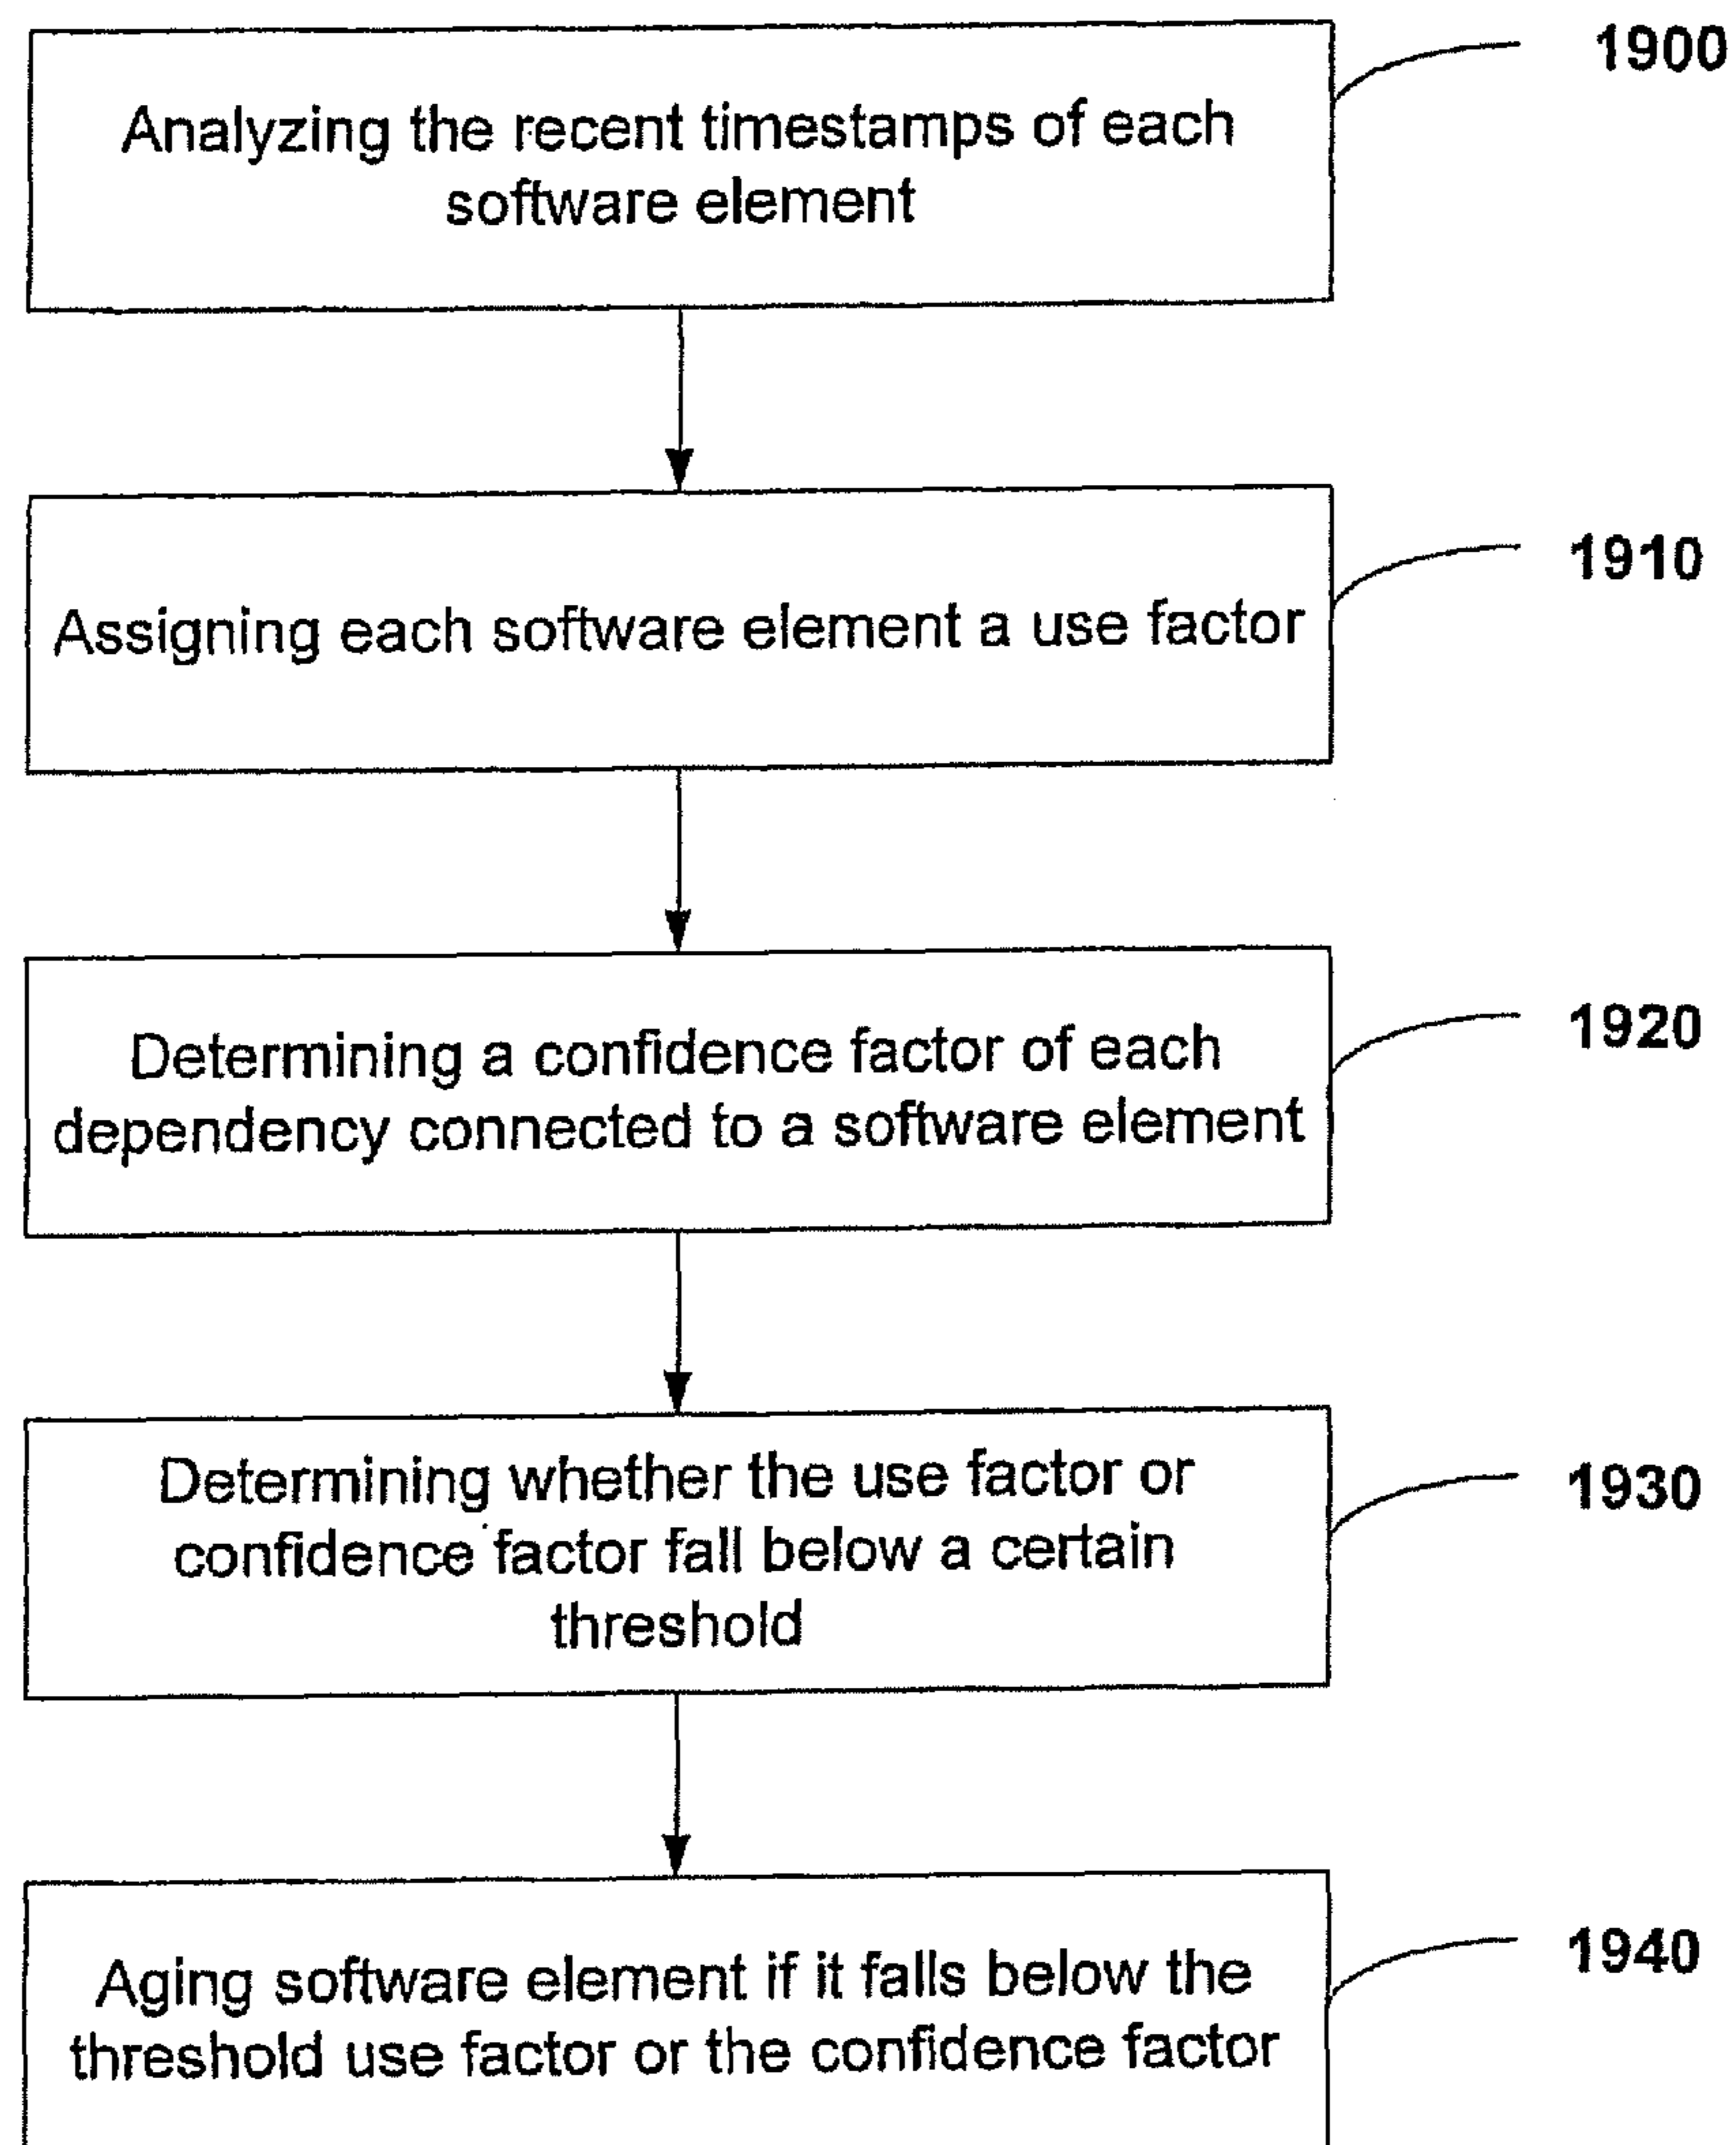 1900
Analyzing the recent timestamps of each
software element
1910
Assigning each software element a use factor
1920
Determining a confidence factor of each
dependency connected to a software element
1930
Determining whether the use factor or
confidence factor fall below a certain
threshold
1940
Aging software element if it falls below the
threshold use factor or the confidence factor